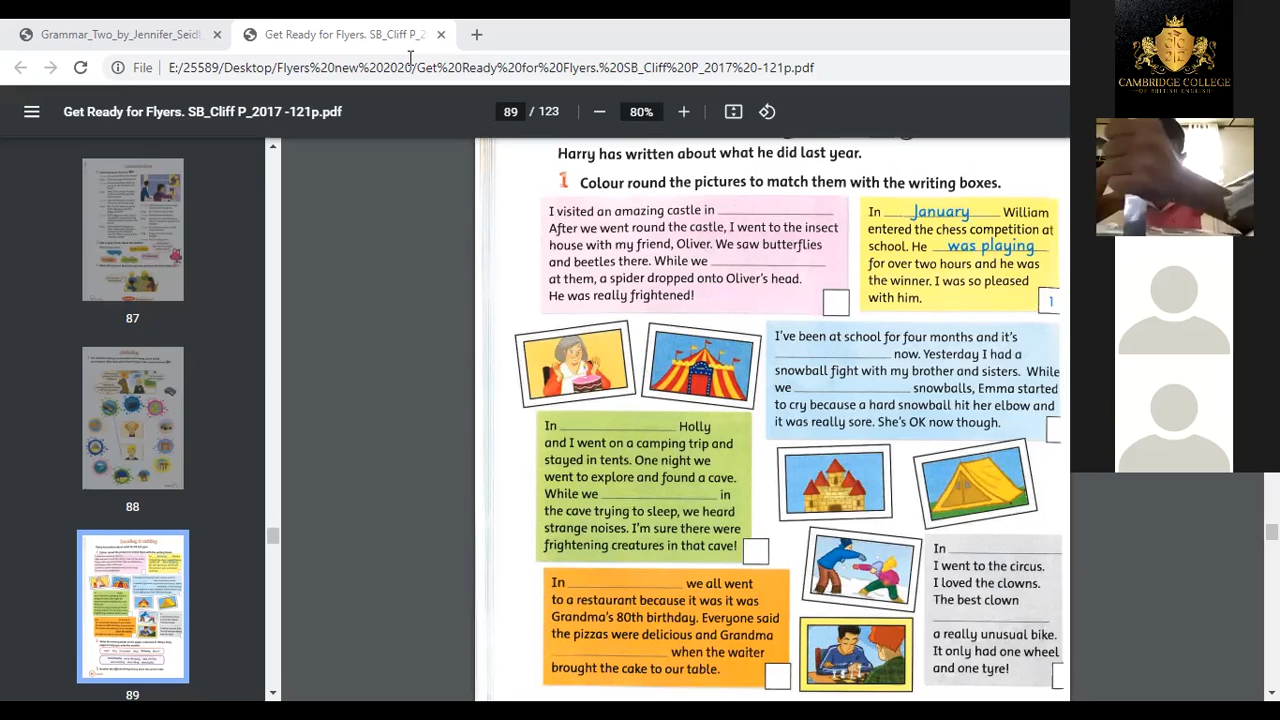 Grammar_Two_by_Jennifer_Seidl
Get Ready for Flyers. SB_Cliff P_2
File
E:/25589/Desktop/Flyers%20new%202020/Get%20Ready%20for%20Flyers.%20SB_Cliff%20P_2017%20-121p.pdf
Get Ready for Flyers. SB_Cliff P_2017 -121p.pdf
89 / 123
80%
CAMBRIDGE COLLEGE
OF BRITISH ENGLISH
87
88
89
Harry has written about what he did last year.
Colour round the pictures to match them with the writing boxes.
I visited an amazing castle in
After we went round the castle, I went to the insect
house with my friend, Oliver. We saw butterflies
and beetles there. While we
at them, a spider dropped onto Oliver's head.
He was really frightened!
In January William
entered the chess competition at
school. He was playing
for over two hours and he was
the winner. I was so pleased
with him.
1
I've been at school for four months and it's
now. Yesterday I had a
snowball fight with my brother and sisters. While
we snowballs, Emma started
to cry because a hard snowball hit her elbow and
it was really sore. She's OK now though.
In Holly
and I went on a camping trip and
stayed in tents. One night we
went to explore and found a cave.
While we in
the cave trying to sleep, we heard
strange noises. I'm sure there were
frightening creatures in that cave!
In
I went to the circus.
I loved the clowns.
The best clown
a really unusual bike.
It only had one wheel
and one tyre!
In we all went
to a restaurant because it was it was
Grandma's 80th birthday. Everyone said
the pizzas were delicious and Grandma
when the waiter
brought the cake to our table.